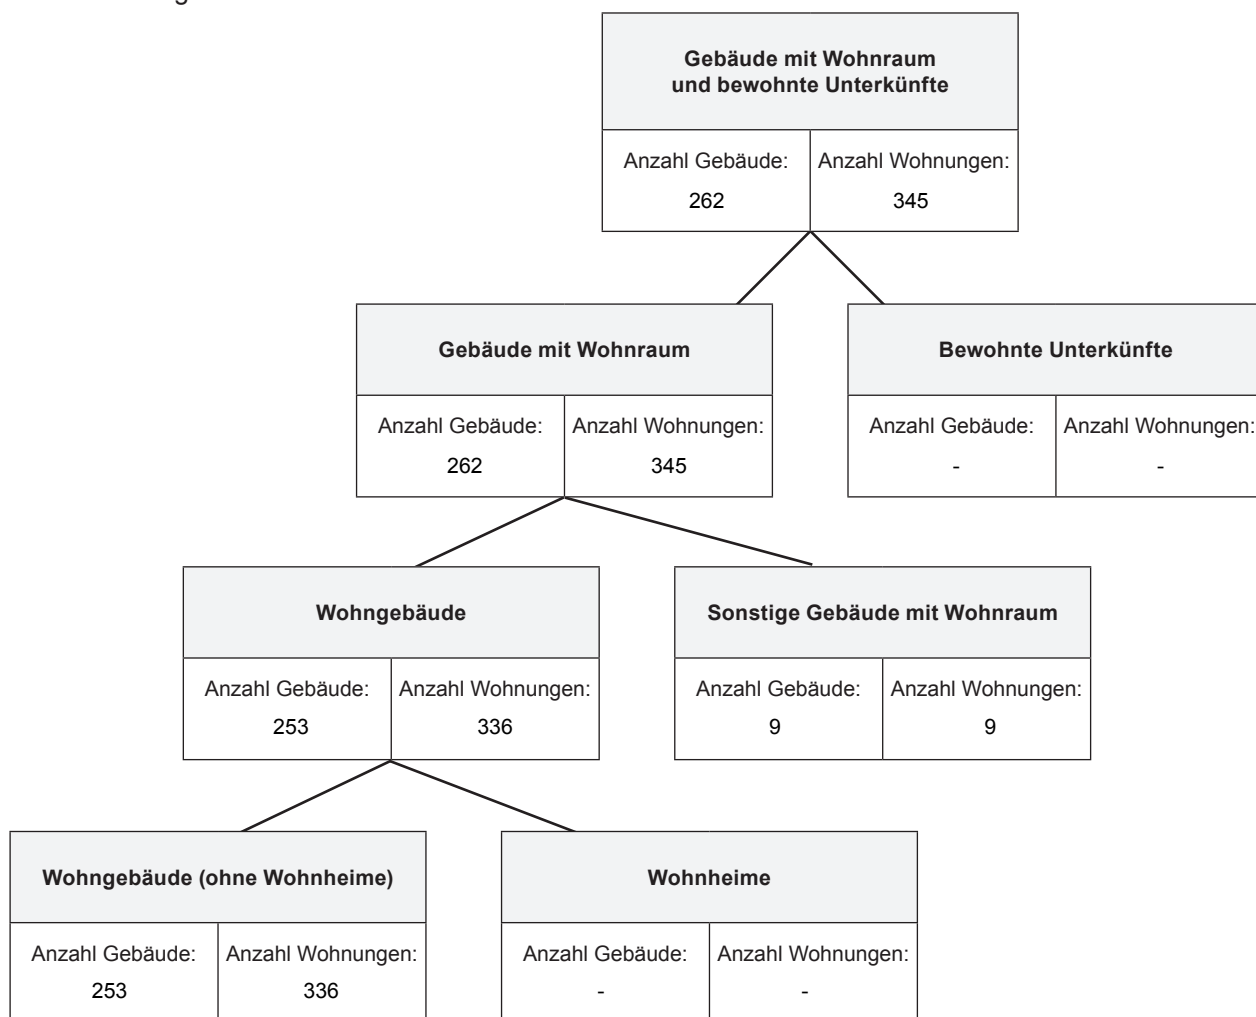 Gebäude mit Wohnraum
und bewohnte Unterkünfte
Anzahl Gebäude: Anzahl Wohnungen:
262 345
Gebäude mit Wohnraum
Anzahl Gebäude: Anzahl Wohnungen:
262 345
Bewohnte Unterkünfte
Anzahl Gebäude: Anzahl Wohnungen:
- -
Wohngebäude
Anzahl Gebäude: Anzahl Wohnungen:
253 336
Sonstige Gebäude mit Wohnraum
Anzahl Gebäude: Anzahl Wohnungen:
9 9
Wohngebäude (ohne Wohnheime)
Anzahl Gebäude: Anzahl Wohnungen:
253 336
Wohnheime
Anzahl Gebäude: Anzahl Wohnungen:
- -